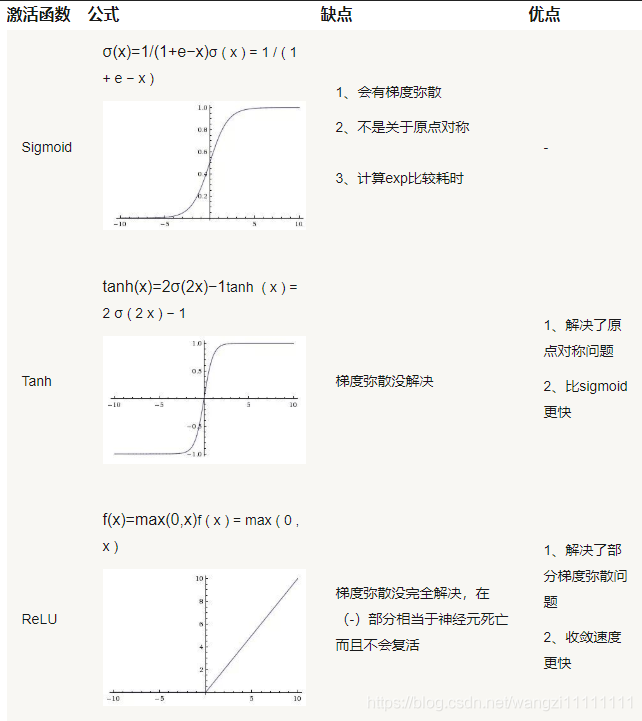 激活函数 公式 缺点 优点
Sigmoid
σ(x)=1/(1+e−x)σ ( x ) = 1 / ( 1
+ e − x )
1.0
0.8
0.6
0.4
0.2
−10 −5 5 10
1、会有梯度弥散
2、不是关于原点对称
3、计算exp比较耗时
-
Tanh
tanh(x)=2σ(2x)−1tanh ( x ) =
2 σ ( 2 x ) − 1
1.0
0.5
−10 −5 5 10
−0.5
−1.0
梯度弥散没解决
1、解决了原
点对称问题
2、比sigmoid
更快
ReLU
f(x)=max(0,x)f ( x ) = max ( 0 ,
x )
10
8
6
4
2
−10 −5 5 10
梯度弥散没完全解决，在
（-）部分相当于神经元死亡
而且不会复活
1、解决了部
分梯度弥散问
题
2、收敛速度
更快
https://blog.csdn.net/wangzi11111111